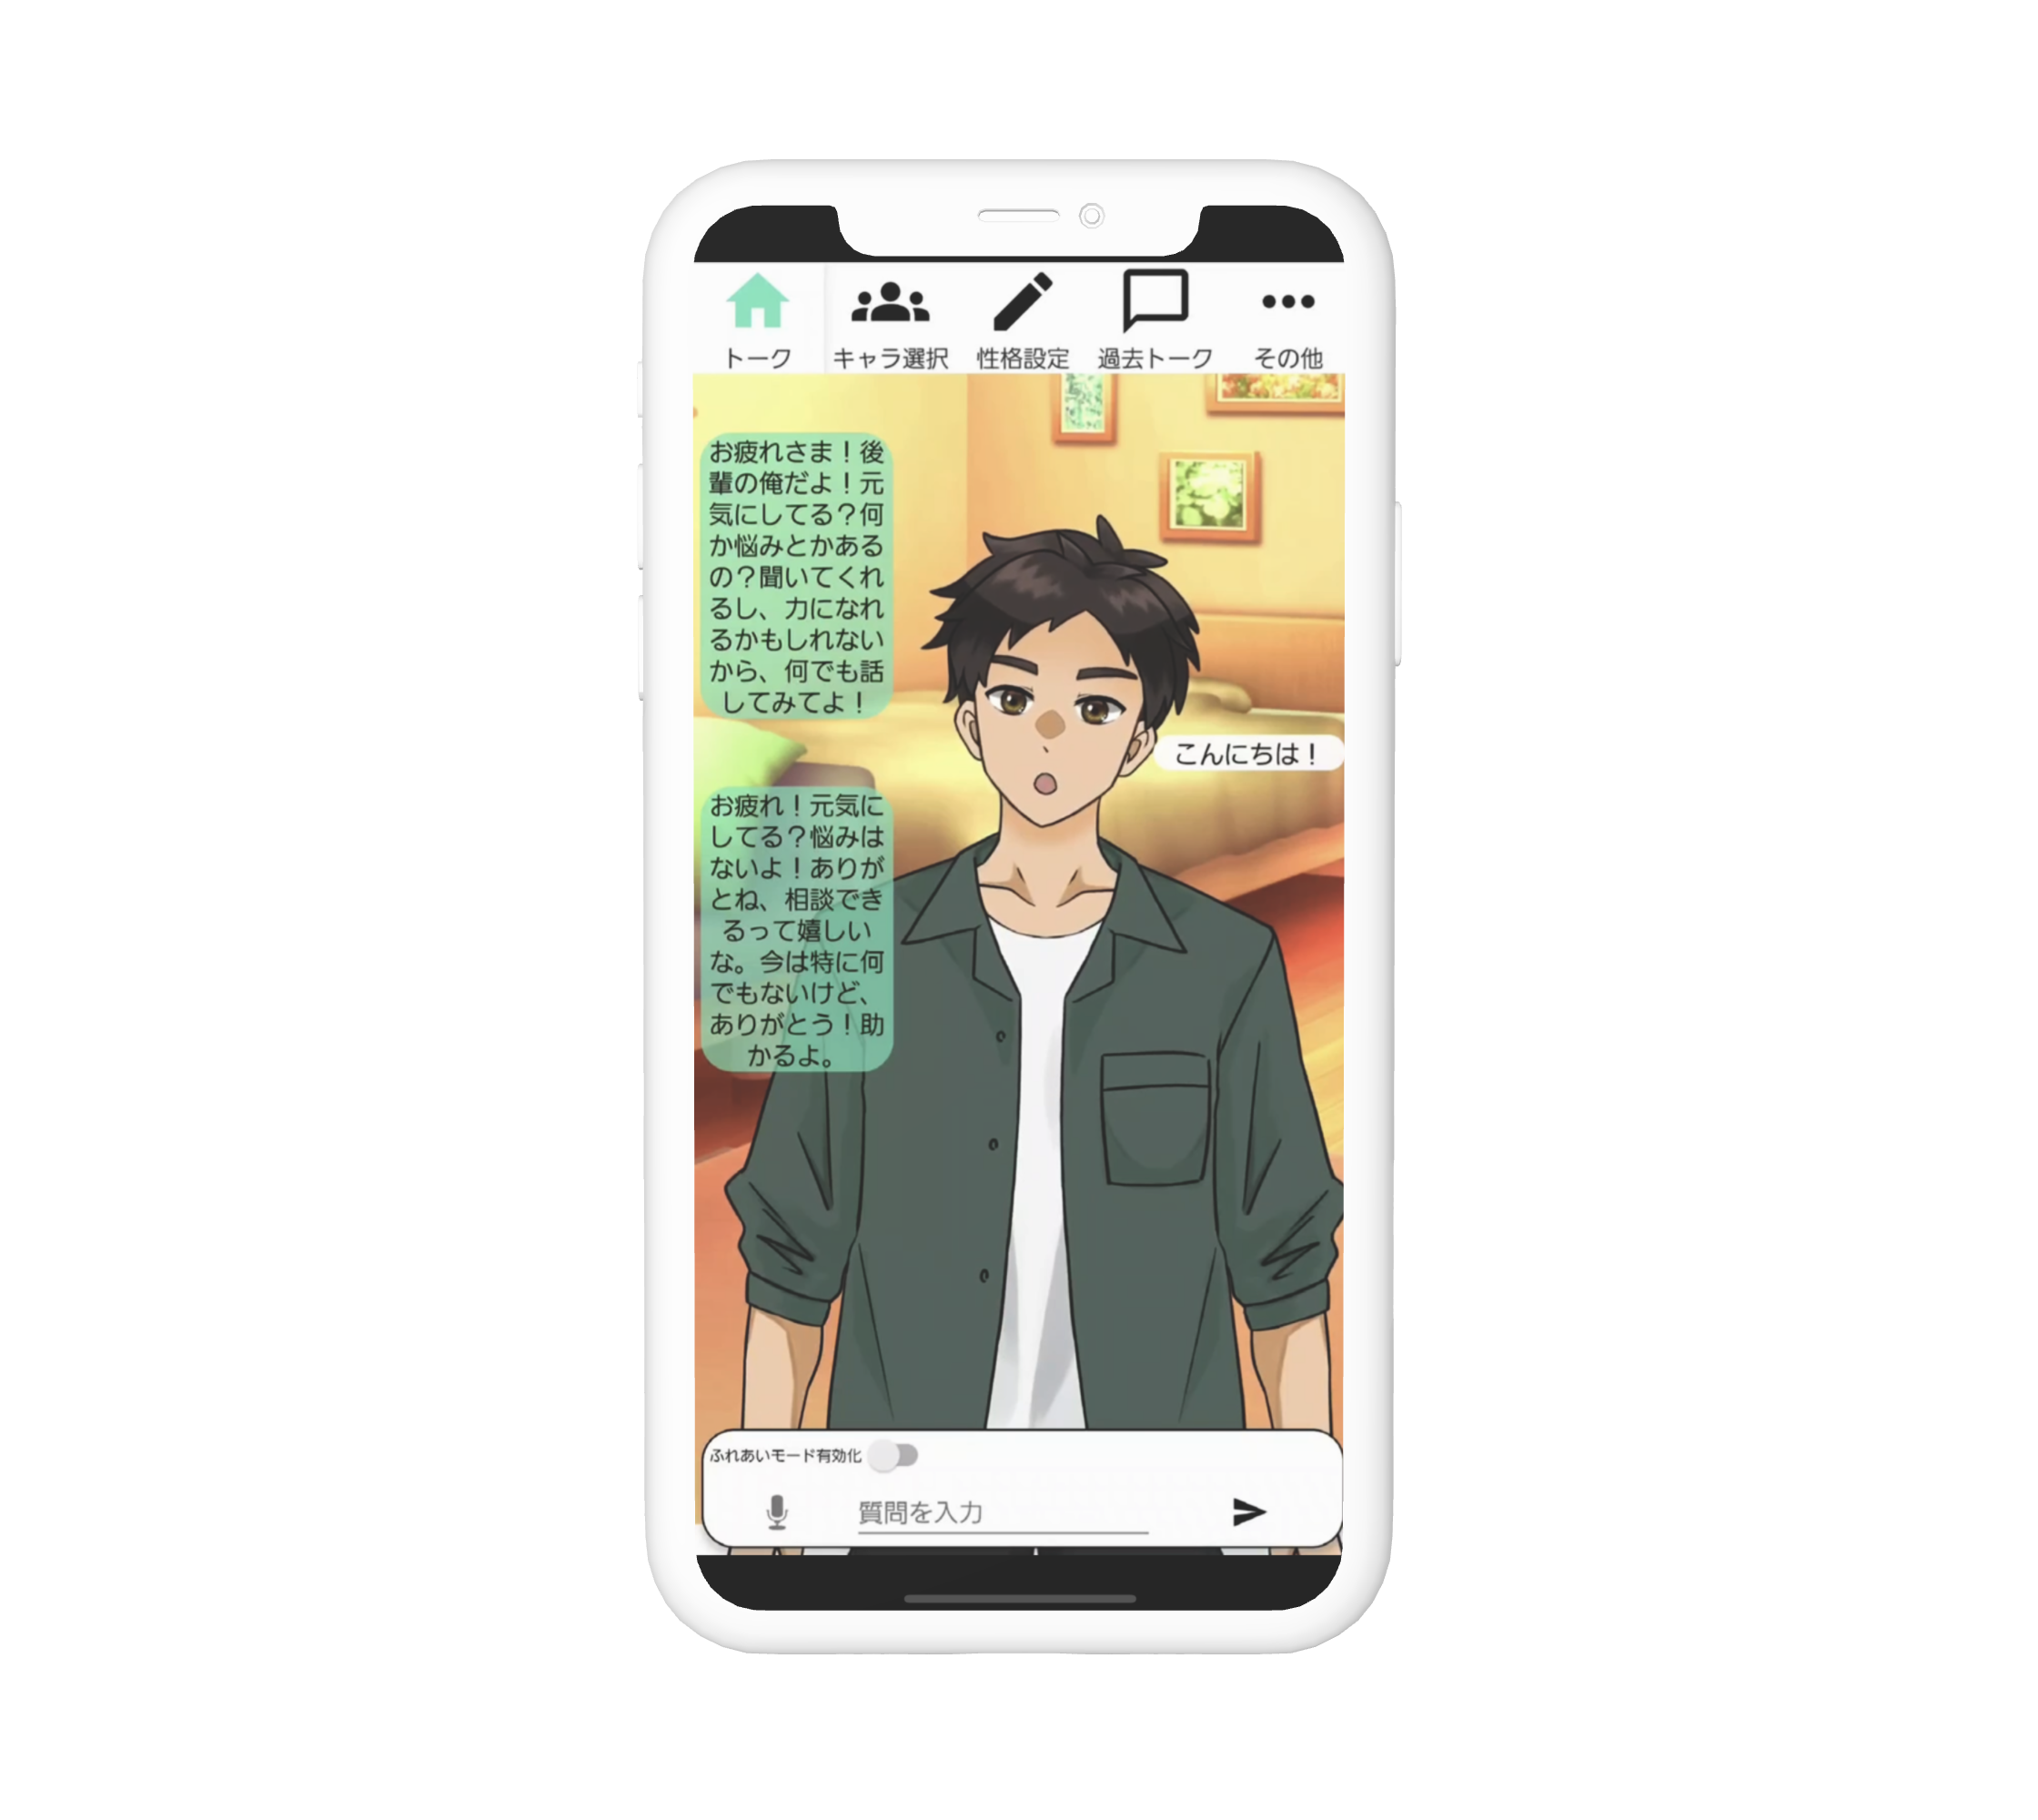 トーク
キャラ選択
性格設定
過去トーク
その他
お疲れさま！後
輩の俺だよ！元
気にしてる？何
か悩みとかある
の？聞いてくれ
るし、力になれ
るかもしれない
から、何でも話
してみてよ！
こんにちは！
お疲れ！元気に
してる？悩みは
ないよ！ありが
とね、相談でき
るって嬉しい
な。今は特に何
でもないけど、
ありがとう！助
かるよ。
ふれあいモード有効化
質問を入力